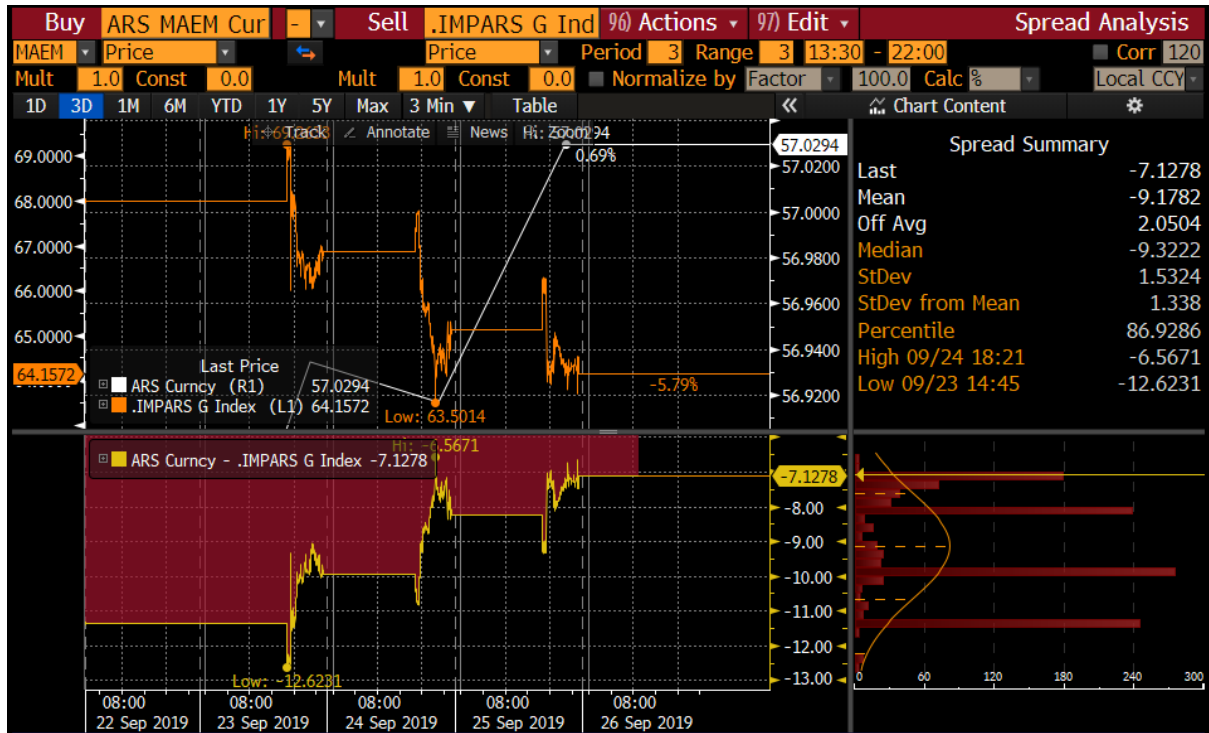 Buy ARS MAEM Cur - Sell .IMPARS G Ind 96) Actions 97) Edit Spread Analysis
MAEM Price Price Period 3 Range 3 13:30 - 22:00 Corr 120
Mult 1.0 Const 0.0 Mult 1.0 Const 0.0 Normalize by Factor 100.0 Calc % Local CCY
1D 3D 1M 6M YTD 1Y 5Y Max 3 Min ▼ Table « Chart Content
Track Annotate News Zoom
57.0294
0.69%
69.0000
68.0000
67.0000
66.0000
65.0000
64.1572
57.0200
57.0000
56.9800
56.9600
56.9400
56.9200
Last Price
ARS Curncy (R1) 57.0294
.IMPARS G Index (L1) 64.1572
Low: 63.5014
-5.79%
Spread Summary
Last -7.1278
Mean -9.1782
Off Avg 2.0504
Median -9.3222
StDev 1.5324
StDev from Mean 1.338
Percentile 86.9286
High 09/24 18:21 -6.5671
Low 09/23 14:45 -12.6231
Hi: -6.5671
ARS Curncy - .IMPARS G Index -7.1278
Low: -12.6231
-7.1278
-8.00
-9.00
-10.00
-11.00
-12.00
-13.00
0 60 120 180 240 300
08:00 08:00 08:00 08:00 08:00
22 Sep 2019 23 Sep 2019 24 Sep 2019 25 Sep 2019 26 Sep 2019